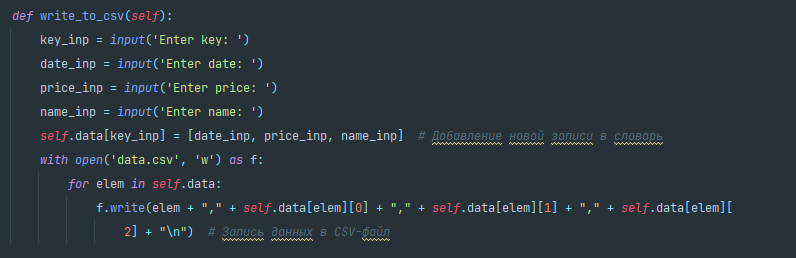 def write_to_csv(self):
key_inp = input('Enter key: ')
date_inp = input('Enter date: ')
price_inp = input('Enter price: ')
name_inp = input('Enter name: ')
self.data[key_inp] = [date_inp, price_inp, name_inp]  # Добавление новой записи в словарь
with open('data.csv', 'w') as f:
for elem in self.data:
f.write(elem + "," + self.data[elem][0] + "," + self.data[elem][1] + "," + self.data[elem][
2] + "\n")  # Запись данных в CSV-файл